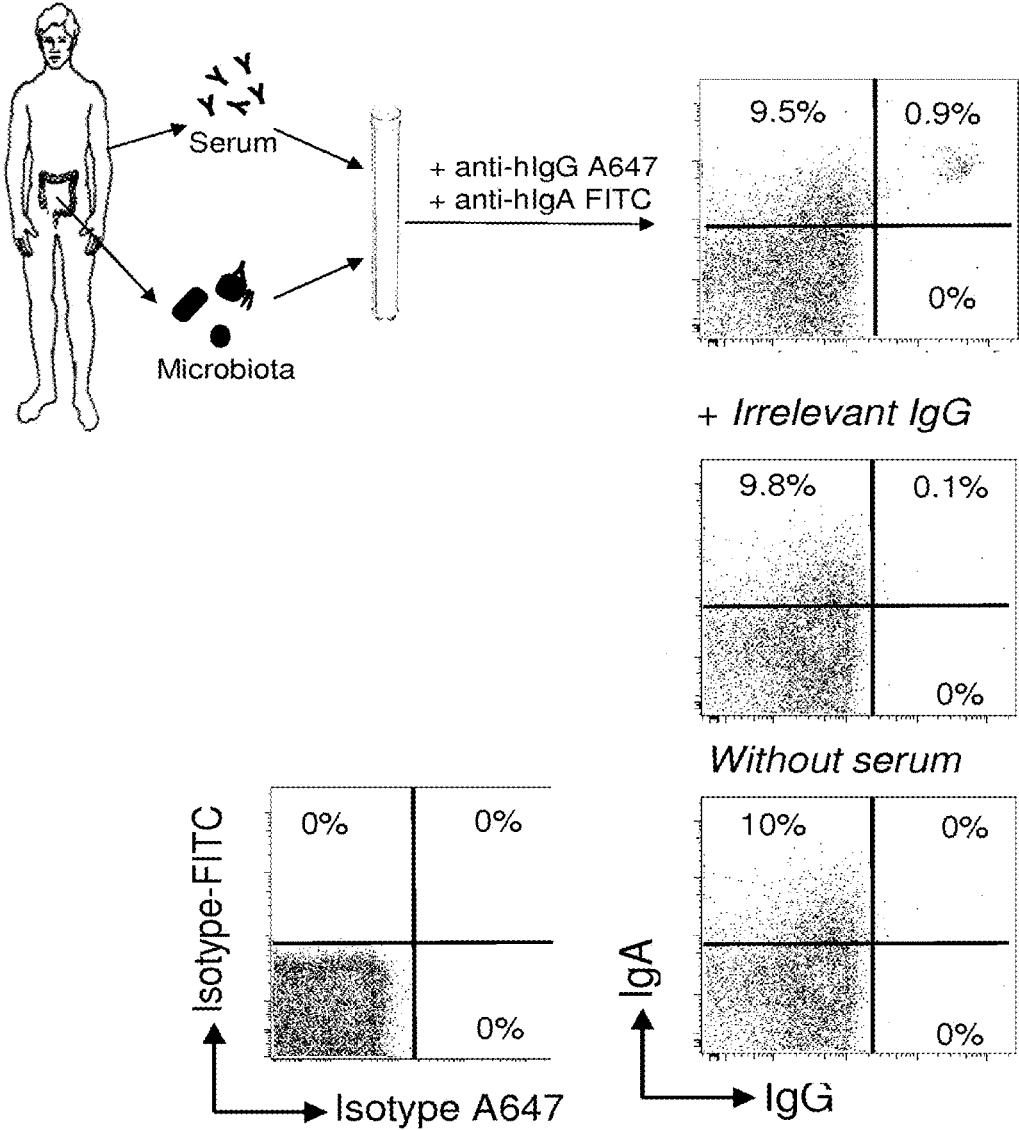 Serum
Microbiota
+ anti-hIgG A647
+ anti-hIgA FITC
9.5%
0.9%
0%
+ Irrelevant IgG
9.8%
0.1%
0%
Without serum
10%
0%
0%
IgA
IgG
0%
0%
0%
Isotype-FITC
Isotype A647